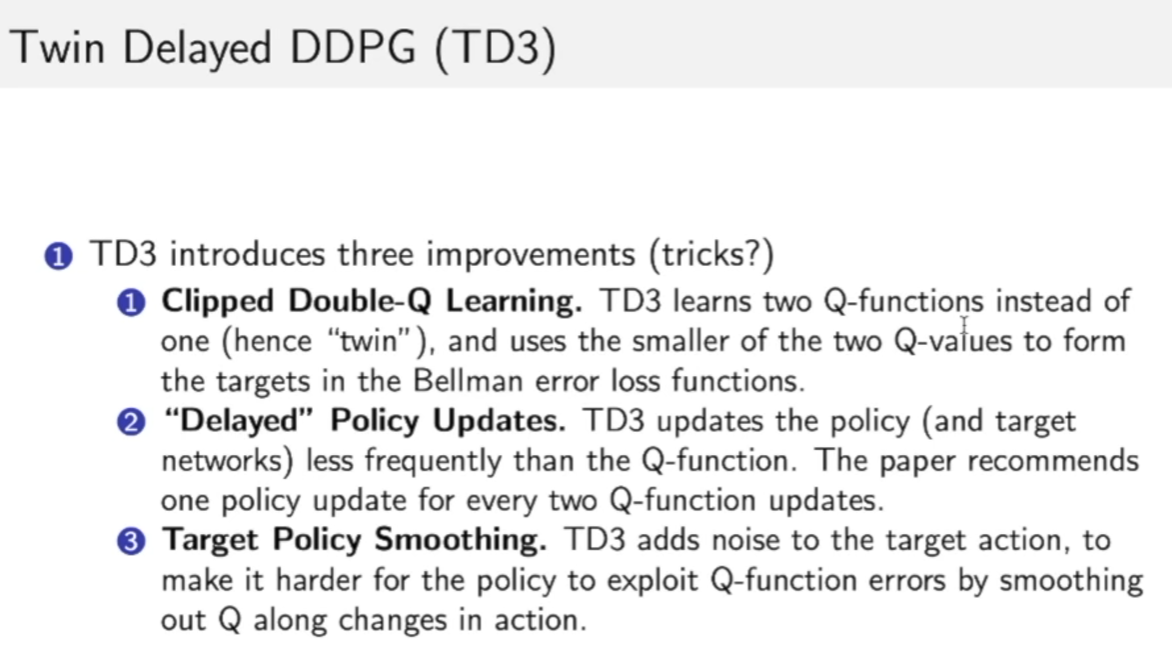 Twin Delayed DDPG (TD3)
1 TD3 introduces three improvements (tricks?)
1 Clipped Double-Q Learning. TD3 learns two Q-functions instead of
one (hence “twin”), and uses the smaller of the two Q-values to form
the targets in the Bellman error loss functions.
2 “Delayed” Policy Updates. TD3 updates the policy (and target
networks) less frequently than the Q-function. The paper recommends
one policy update for every two Q-function updates.
3 Target Policy Smoothing. TD3 adds noise to the target action, to
make it harder for the policy to exploit Q-function errors by smoothing
out Q along changes in action.